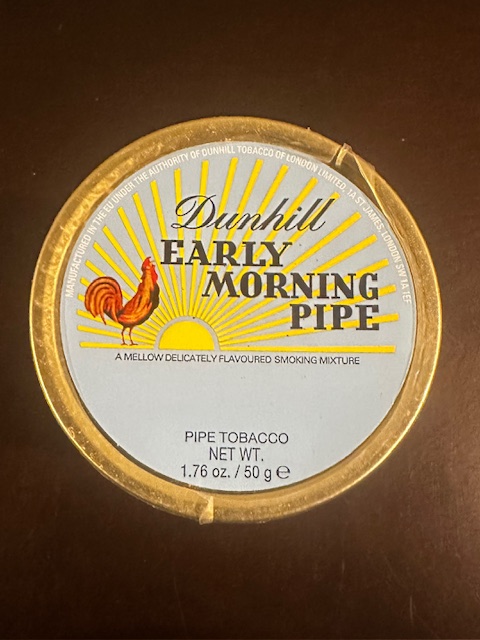 MANUFACTURED IN THE EU UNDER THE AUTHORITY OF DUNHILL TOBACCO OF LONDON LIMITED, 1A ST JAMES, LONDON SW1A 1EF
Dunhill
EARLY
MORNING
PIPE
A MELLOW DELICATELY FLAVOURED SMOKING MIXTURE
PIPE TOBACCO
NET WT.
1.76 oz. / 50 g ℮